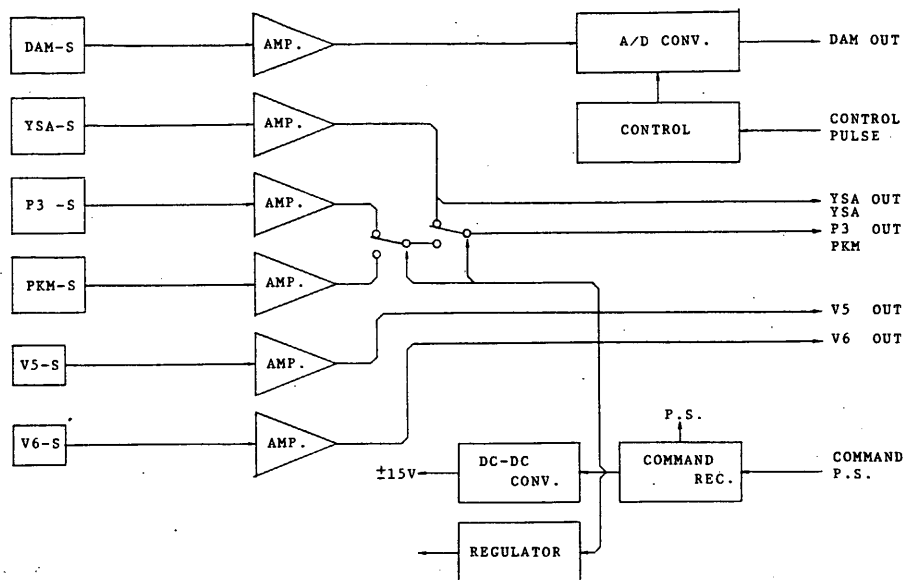 DAM-S
AMP.
A/D CONV.
DAM OUT
YSA-S
AMP.
CONTROL
CONTROL
PULSE
P3 -S
AMP.
YSA OUT
YSA
P3 OUT
PKM
PKM-S
AMP.
V5 OUT
V6 OUT
V5-S
AMP.
V6-S
AMP.
P.S.
±15V
DC-DC
CONV.
COMMAND
REC.
COMMAND
P.S.
REGULATOR